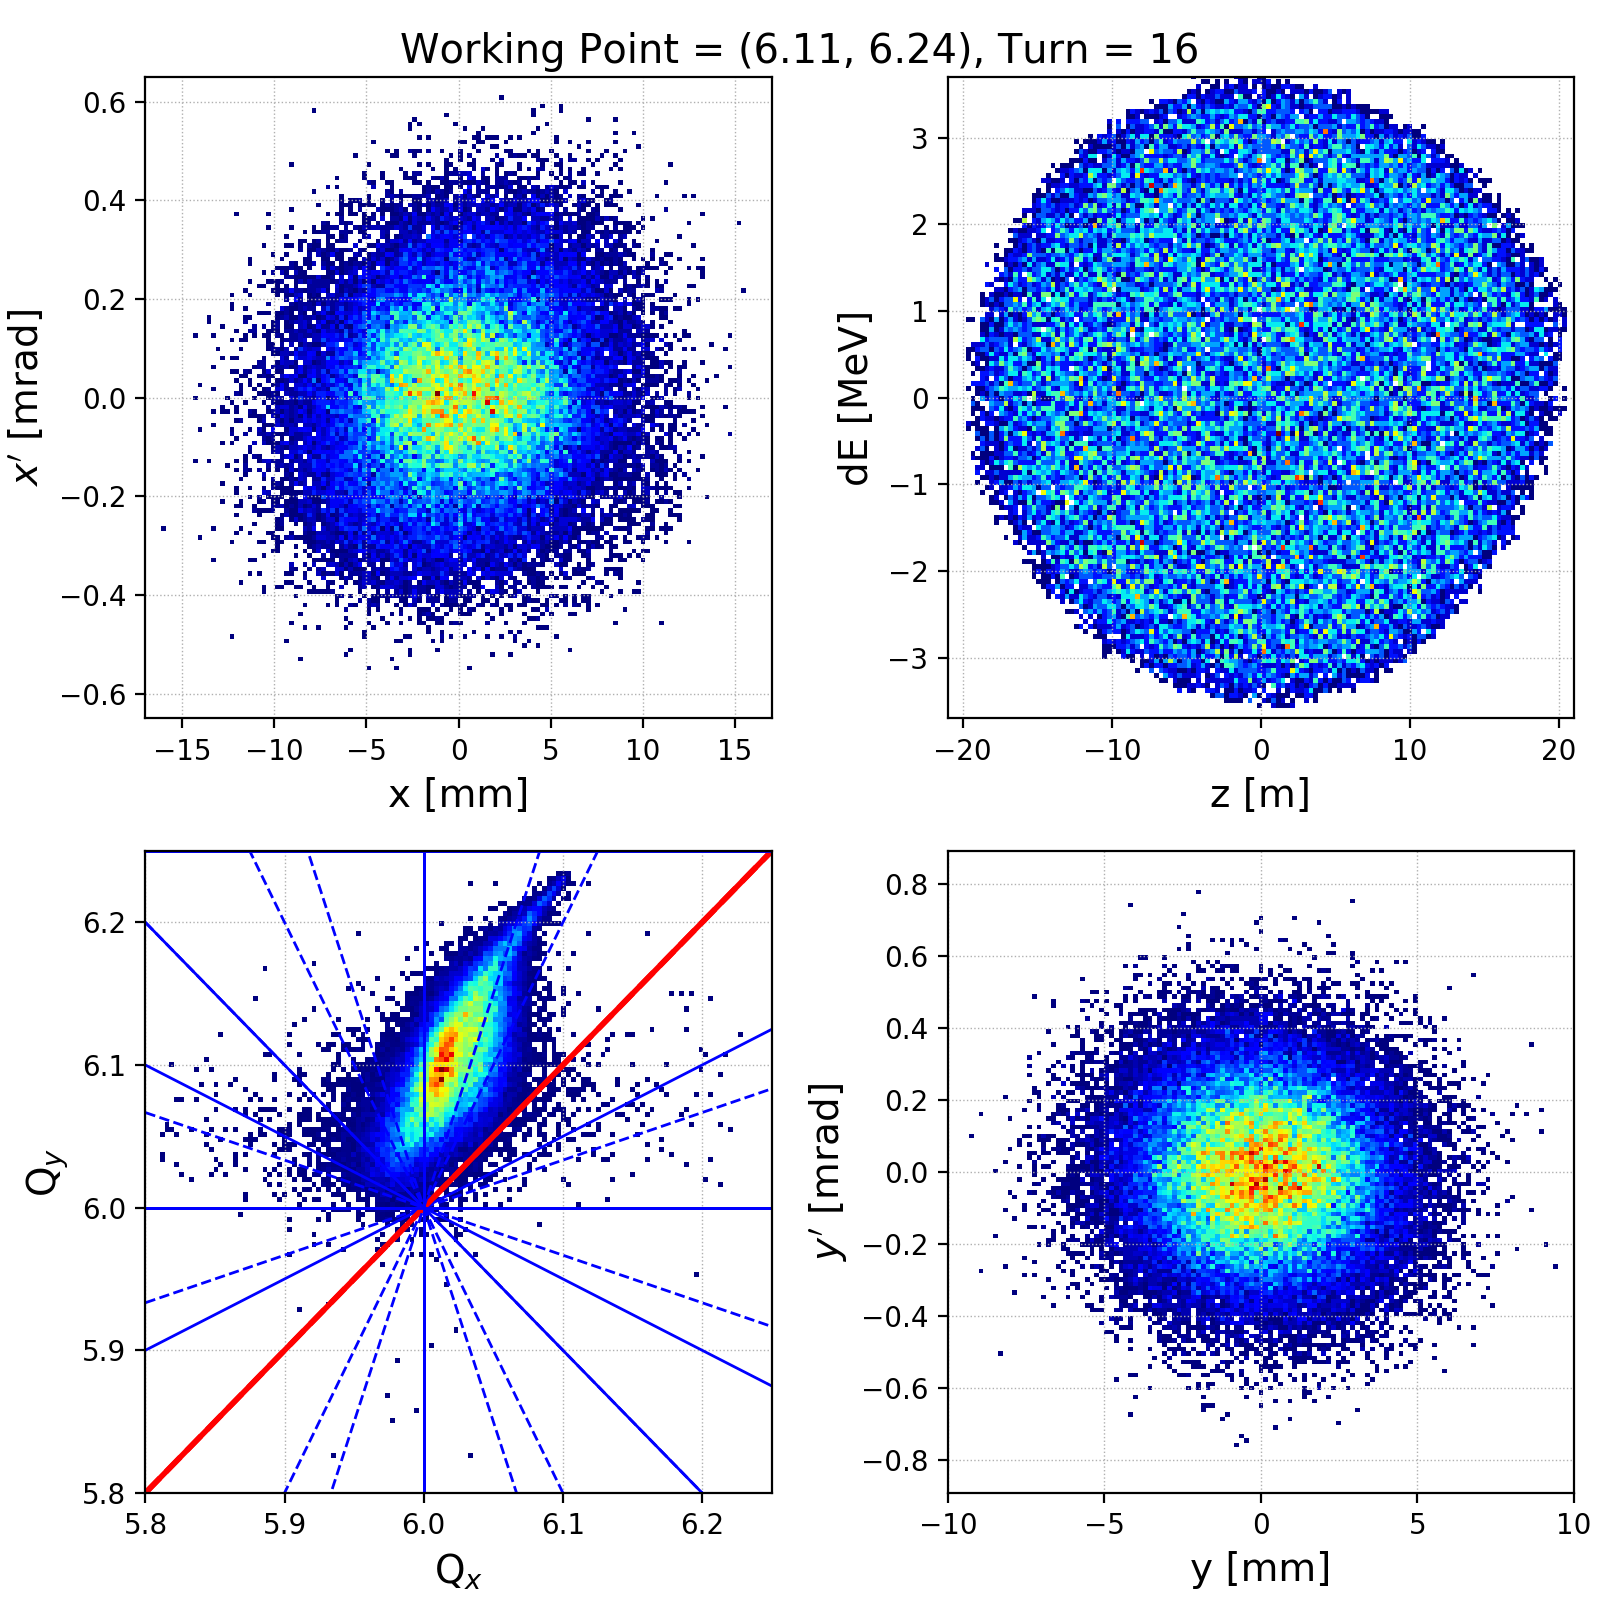 Working Point = (6.11, 6.24), Turn = 16
0.6
0.4
0.2
0.0
−0.2
−0.4
−0.6
x′ [mrad]
−15 −10 −5 0 5 10 15
x [mm]
3
2
1
0
−1
−2
−3
dE [MeV]
−20 −10 0 10 20
z [m]
6.2
6.1
6.0
5.9
5.8
Qy
5.8 5.9 6.0 6.1 6.2
Qx
0.8
0.6
0.4
0.2
0.0
−0.2
−0.4
−0.6
−0.8
y′ [mrad]
−10 −5 0 5 10
y [mm]